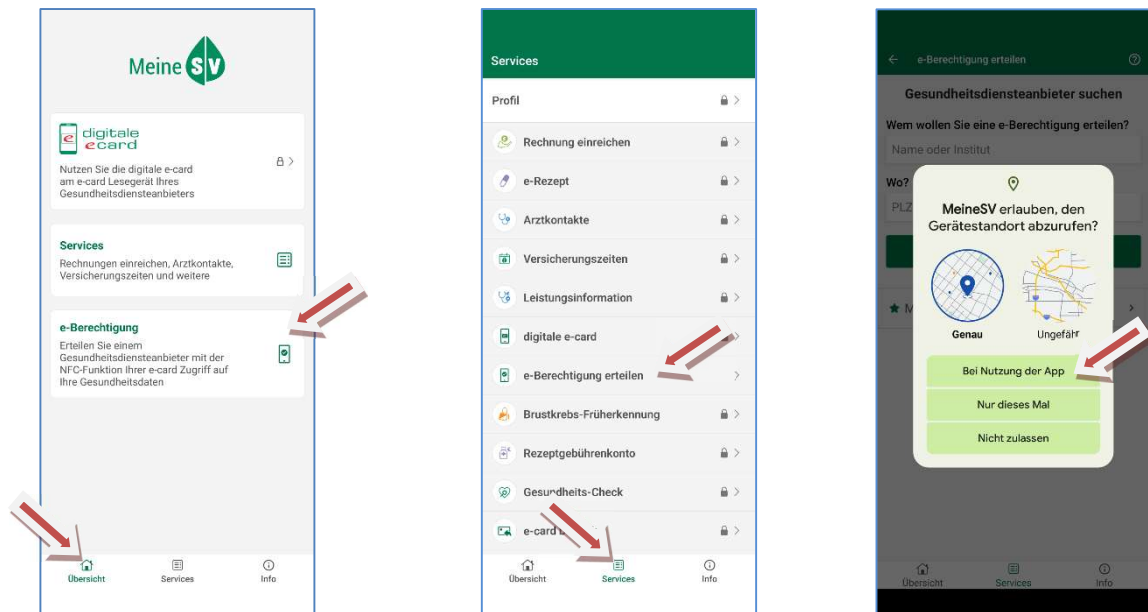 Meine SV
digitale
e card
Nutzen Sie die digitale e-card
am e-card Lesegerät Ihres
Gesundheitsdiensteanbieters
Services
Rechnungen einreichen, Arztkontakte,
Versicherungszeiten und weitere
e-Berechtigung
Erteilen Sie einem
Gesundheitsdiensteanbieter mit der
NFC-Funktion Ihrer e-card Zugriff auf
Ihre Gesundheitsdaten
Übersicht Services Info
Services
Profil
Rechnung einreichen
e-Rezept
Arztkontakte
Versicherungszeiten
Leistungsinformation
digitale e-card
e-Berechtigung erteilen
Brustkrebs-Früherkennung
Rezeptgebührenkonto
Gesundheits-Check
e-card
Übersicht Services Info
e-Berechtigung erteilen
Gesundheitsdiensteanbieter suchen
Wem wollen Sie eine e-Berechtigung erteilen?
Name oder Institut
Wo?
PLZ
MeineSV erlauben, den
Gerätestandort abzurufen?
Genau Ungefähr
M
Bei Nutzung der App
Nur dieses Mal
Nicht zulassen
Übersicht Services Info